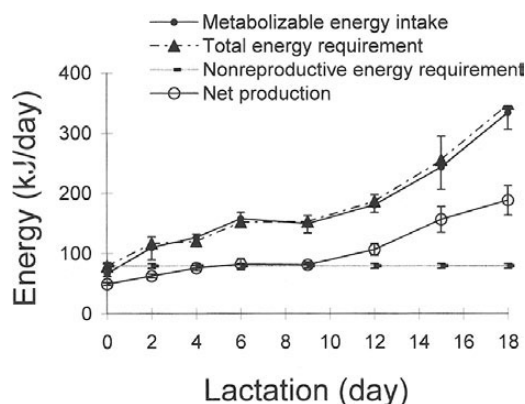 Metabolizable energy intake
Total energy requirement
Nonreproductive energy requirement
Net production
400
300
200
100
0
Energy (kJ/day)
0 2 4 6 8 10 12 14 16 18
Lactation (day)